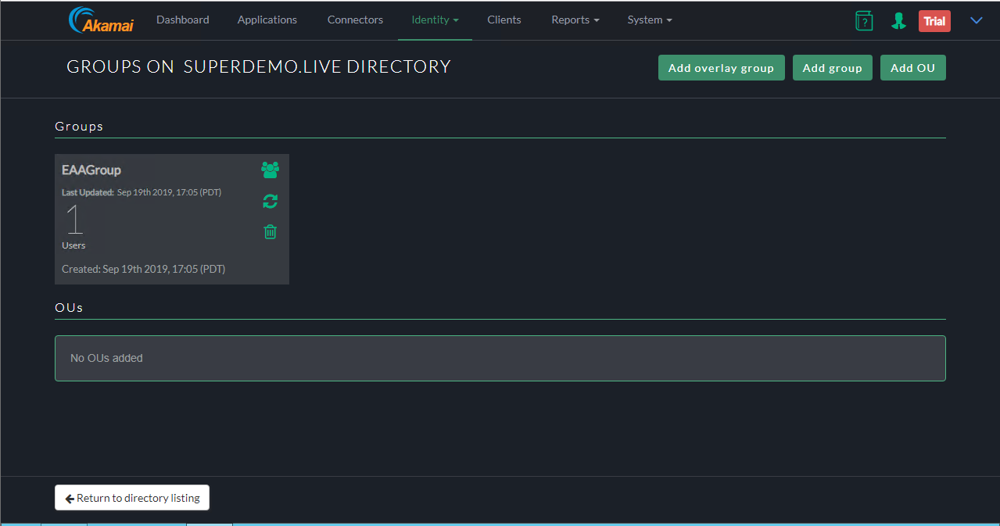 Akamai Dashboard Applications Connectors Identity Clients Reports System ? Trial
GROUPS ON SUPERDEMO.LIVE DIRECTORY Add overlay group Add group Add OU
Groups
EAAGroup
Last Updated: Sep 19th 2019, 17:05 (PDT)
1
Users
Created: Sep 19th 2019, 17:05 (PDT)
OUs
No OUs added
Return to directory listing